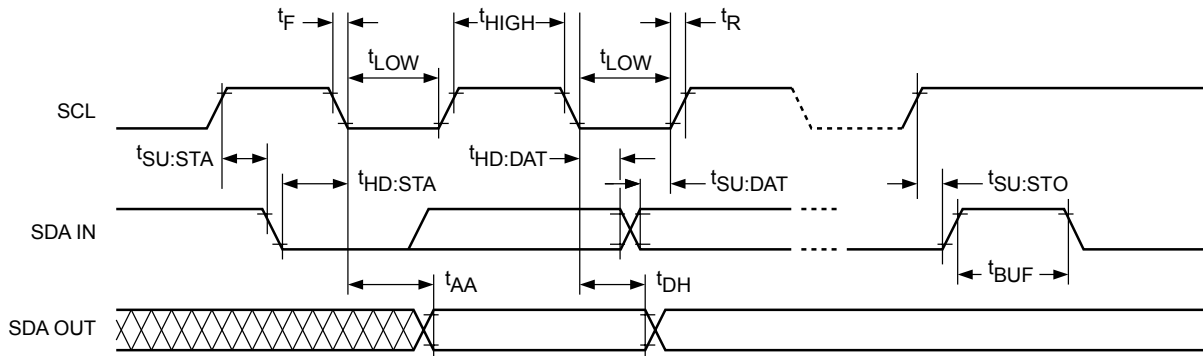 tF
tHIGH
tR
tLOW
tLOW
SCL
tSU:STA
tHD:DAT
tHD:STA
tSU:DAT
tSU:STO
SDA IN
tBUF
tAA
tDH
SDA OUT